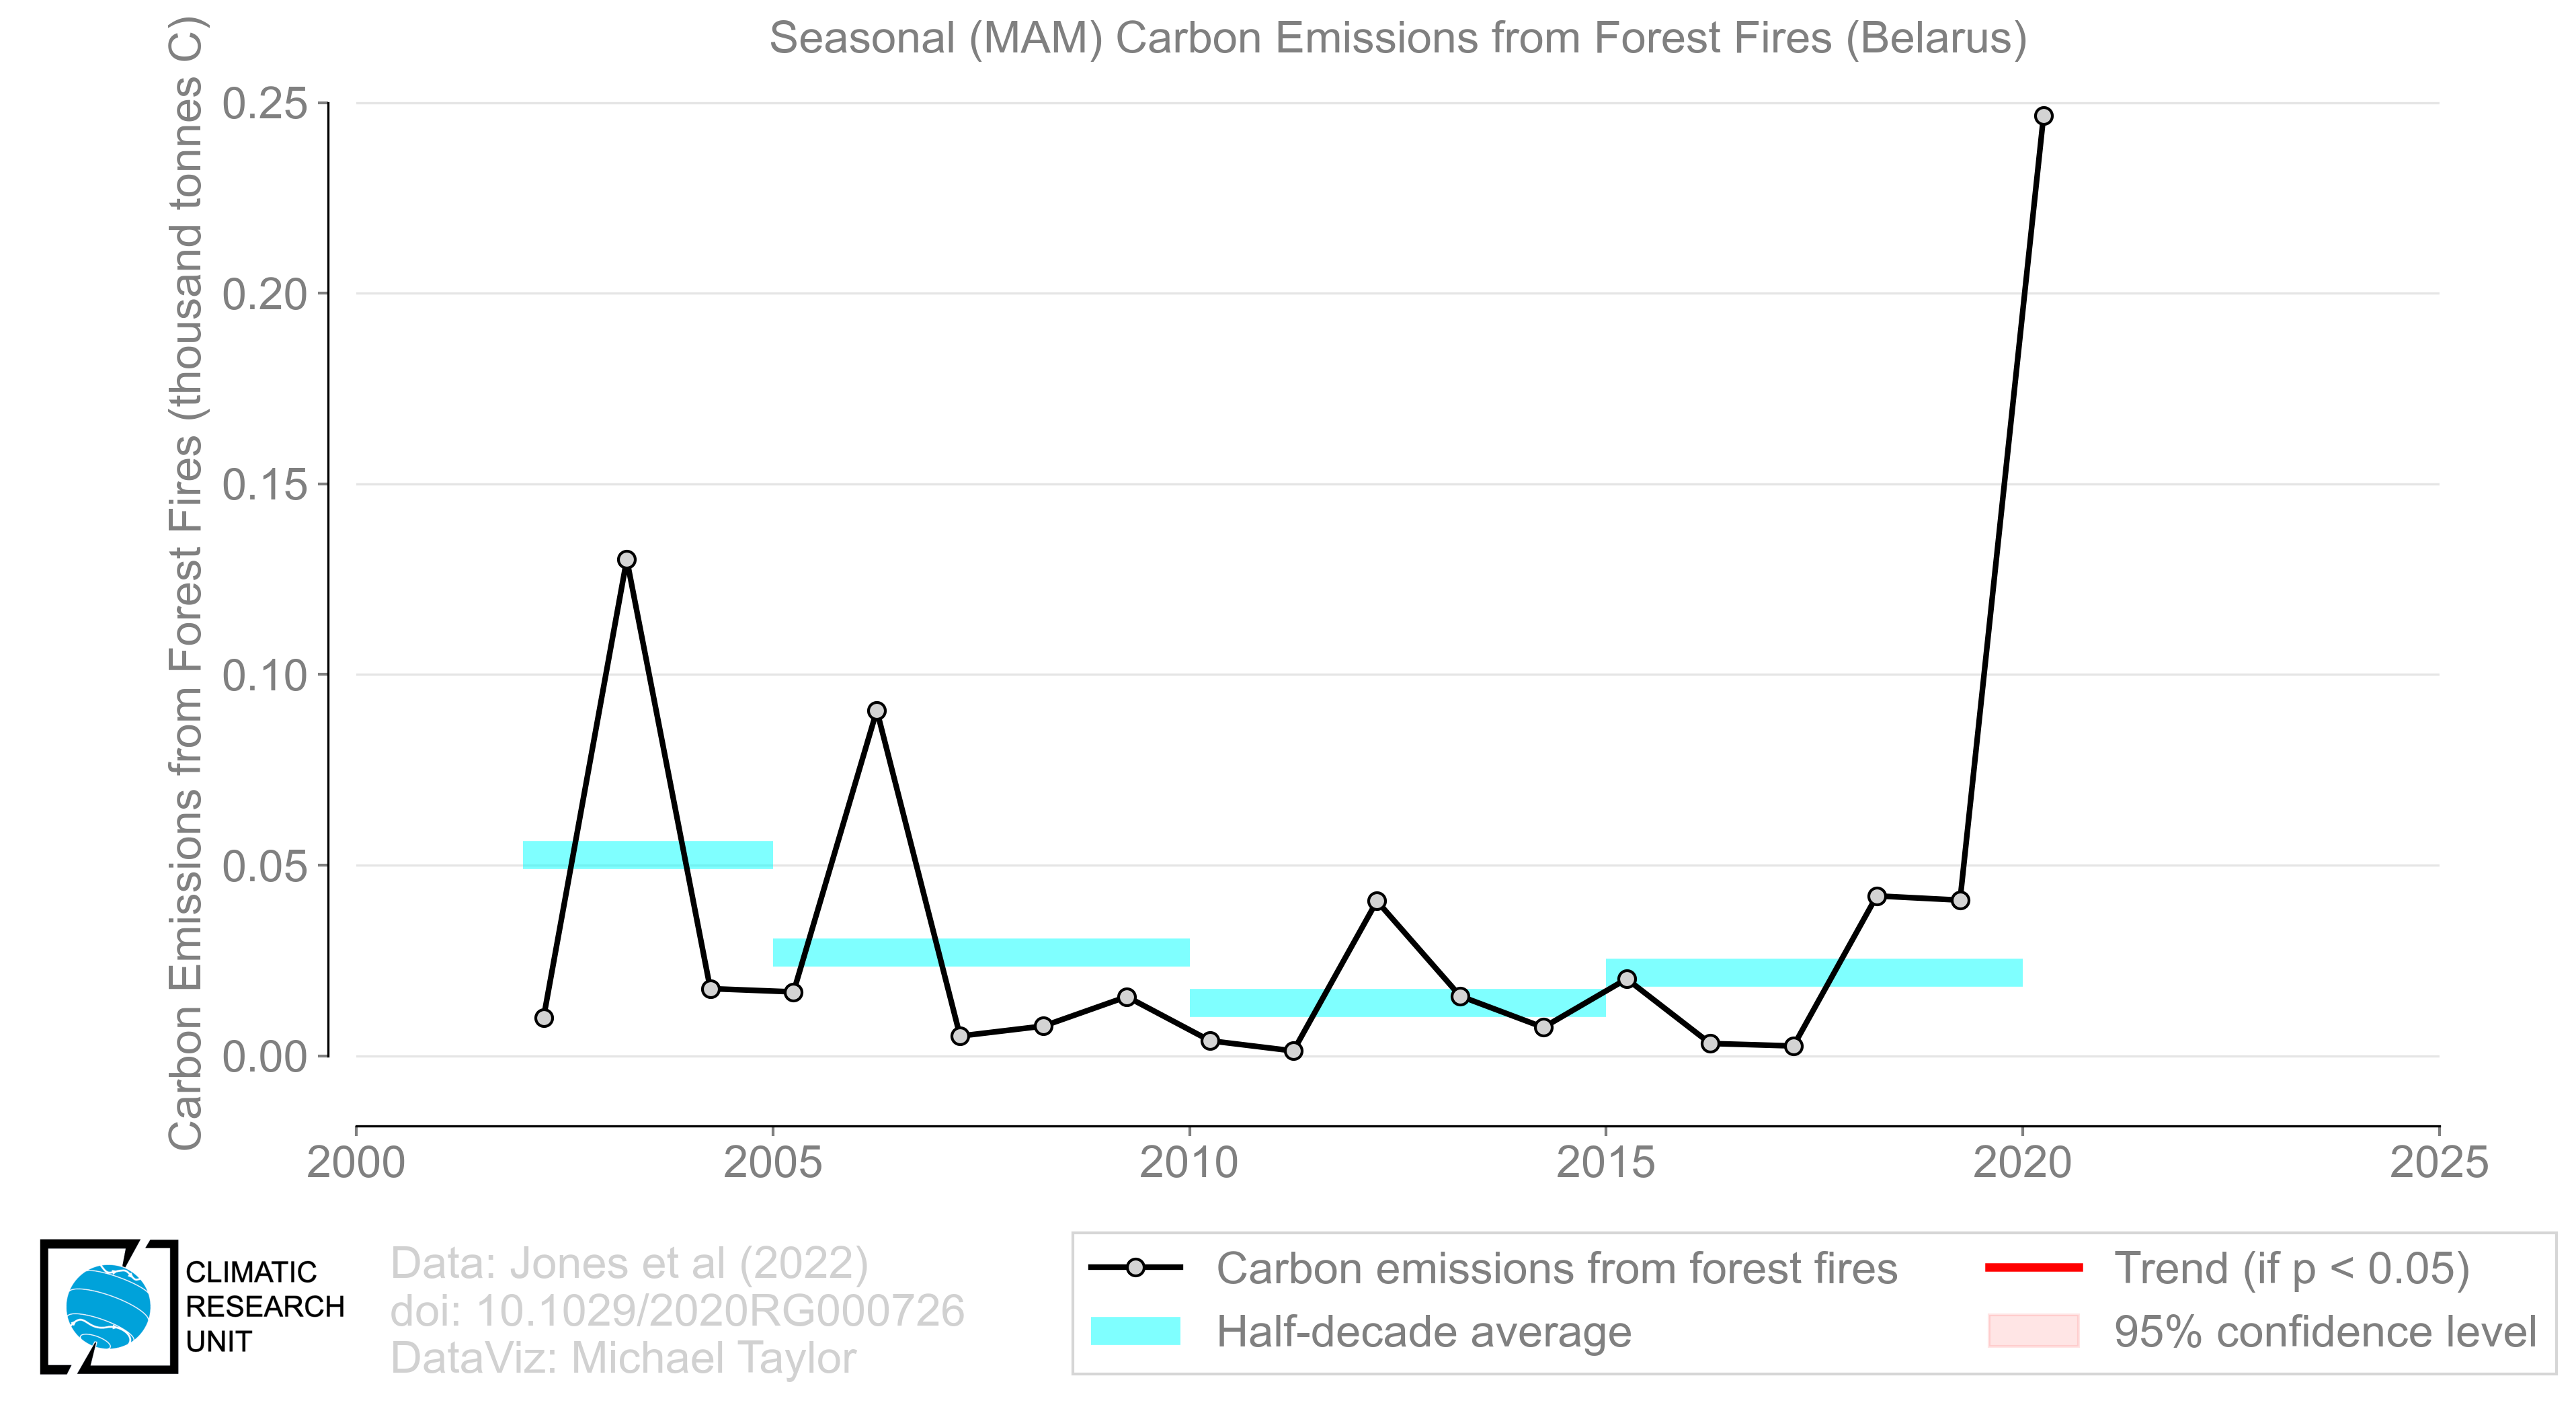 Seasonal (MAM) Carbon Emissions from Forest Fires (Belarus)
Carbon Emissions from Forest Fires (thousand tonnes C)
0.25
0.20
0.15
0.10
0.05
0.00
2000
2005
2010
2015
2020
2025
CLIMATIC
RESEARCH
UNIT
Data: Jones et al (2022)
doi: 10.1029/2020RG000726
DataViz: Michael Taylor
Carbon emissions from forest fires
Half-decade average
Trend (if p < 0.05)
95% confidence level